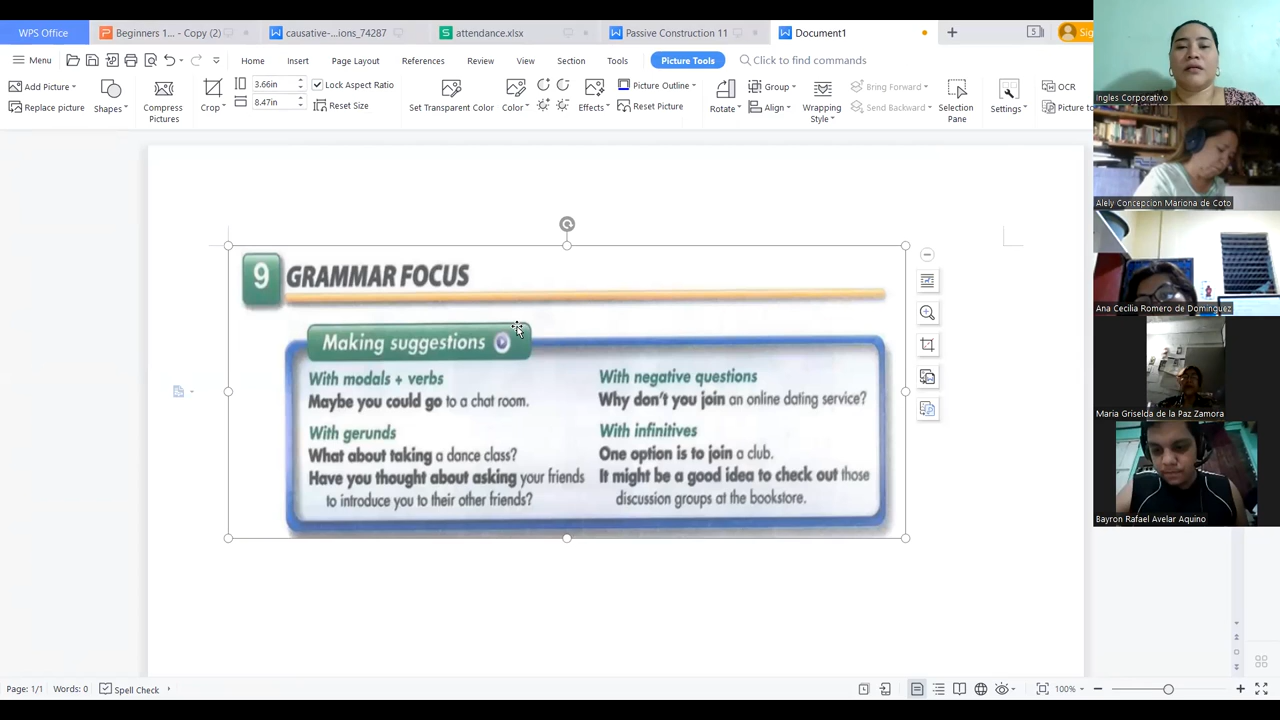 WPS Office
Beginners 1... - Copy (2)
causative-...ions_74287
attendance.xlsx
Passive Construction 11
Document1
Menu
Home
Insert
Page Layout
References
Review
View
Section
Tools
Picture Tools
Click to find commands
Add Picture
Replace picture
Shapes
Compress Pictures
Crop
3.66in
8.47in
Lock Aspect Ratio
Reset Size
Set Transparent Color
Color
Effects
Picture Outline
Reset Picture
Rotate
Group
Align
Wrapping Style
Bring Forward
Send Backward
Selection Pane
Settings
OCR
Picture to
9 GRAMMAR FOCUS
Making suggestions
With modals + verbs
Maybe you could go to a chat room.
With gerunds
What about taking a dance class?
Have you thought about asking your friends
to introduce you to their other friends?
With negative questions
Why don't you join an online dating service?
With infinitives
One option is to join a club.
It might be a good idea to check out those
discussion groups at the bookstore.
Page: 1/1
Words: 0
Spell Check
100%
Ingles Corporativo
Alely Concepcion Mariona de Coto
Ana Cecilia Romero de Dominguez
Maria Griselda de la Paz Zamora
Bayron Rafael Avelar Aquino